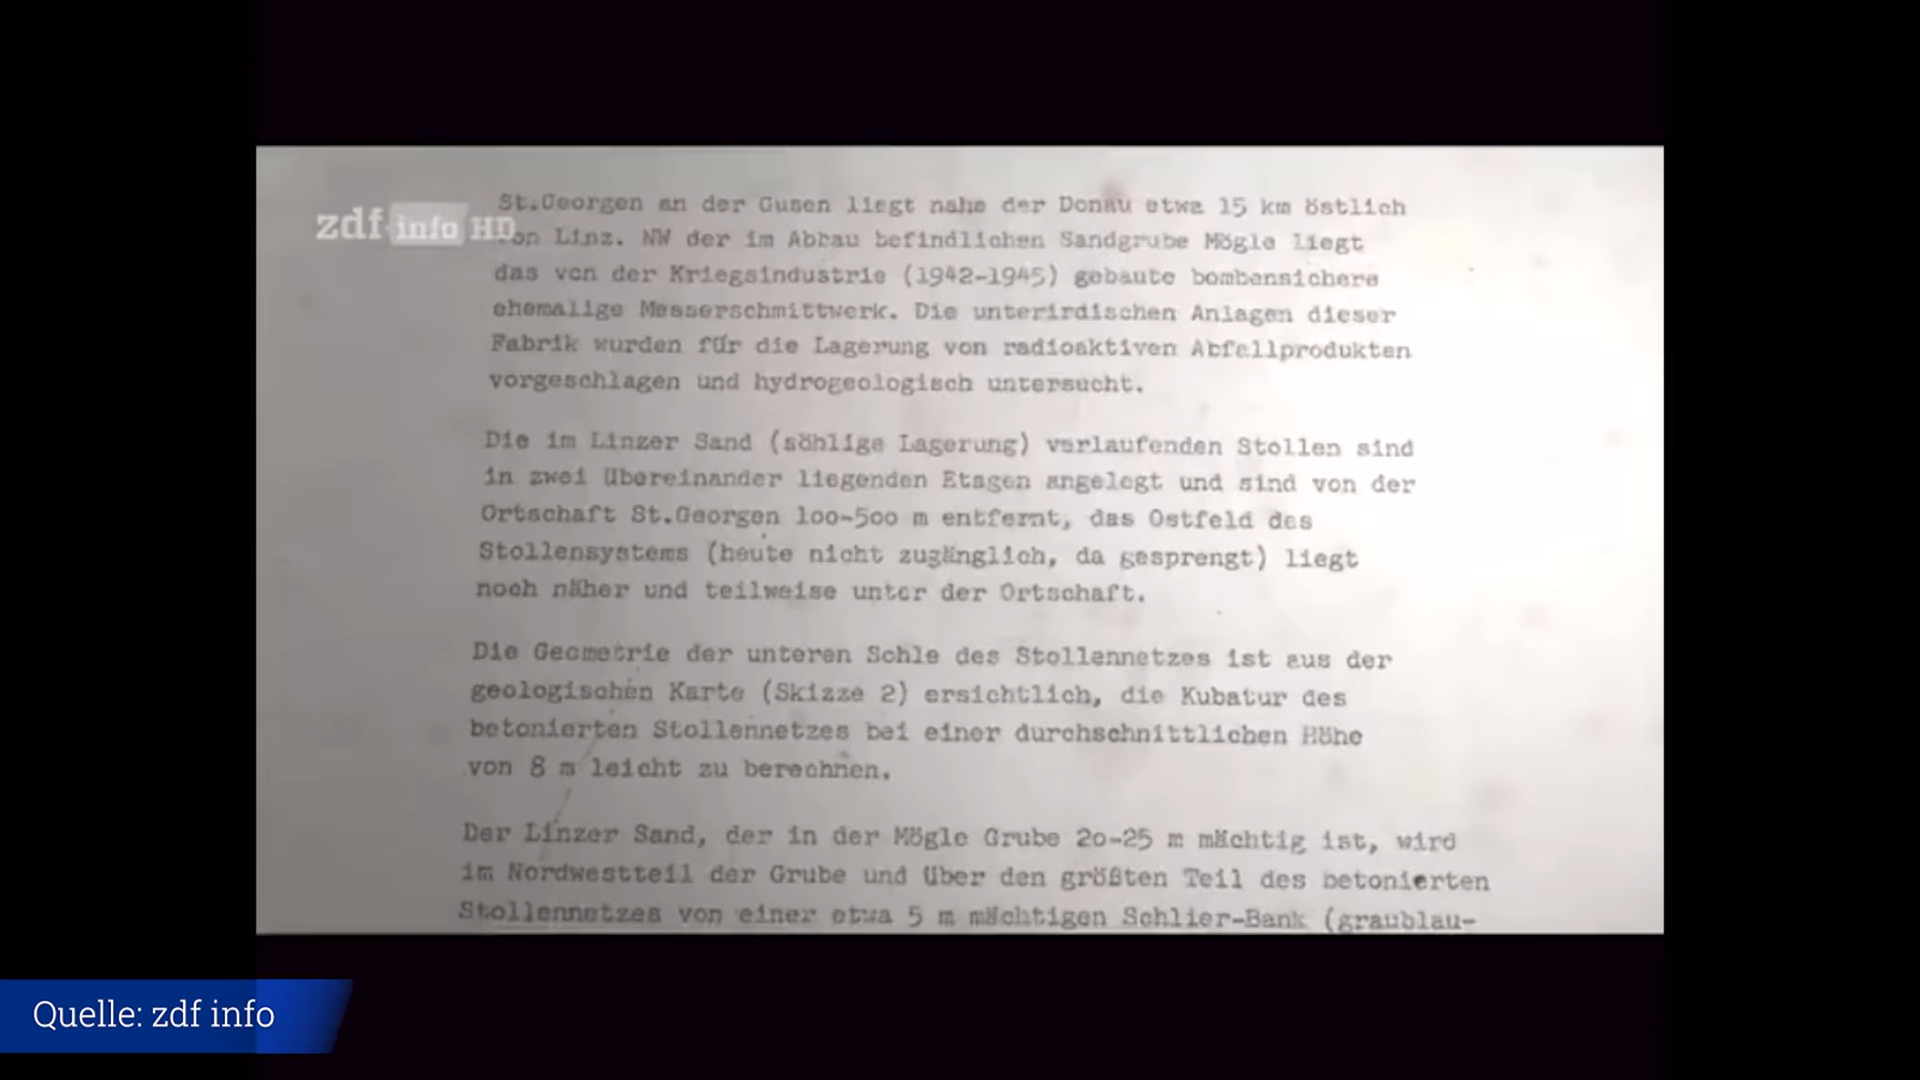 zdf info HD
St.Georgen an der Gusen liegt nahe der Donau etwa 15 km östlich
von Linz. NW der im Abbau befindlichen Sandgrube Mögle liegt
das von der Kriegsindustrie (1942-1945) gebaute bombensichere
ehemalige Messerschmittwerk. Die unterirdischen Anlagen dieser
Fabrik wurden für die Lagerung von radioaktiven Abfallprodukten
vorgeschlagen und hydrogeologisch untersucht.
Die im Linzer Sand (söhlige Lagerung) verlaufenden Stollen sind
in zwei übereinander liegenden Etagen angelegt und sind von der
Ortschaft St.Georgen 1oo-5oo m entfernt, das Ostfeld des
Stollensystems (heute nicht zugänglich, da gesprengt) liegt
noch näher und teilweise unter der Ortschaft.
Die Geometrie der unteren Sohle des Stollennetzes ist aus der
geologischen Karte (Skizze 2) ersichtlich, die Kubatur des
betonierten Stollennetzes bei einer durchschnittlichen Höhe
von 8 m leicht zu berechnen.
Der Linzer Sand, der in der Mögle Grube 2o-25 m mächtig ist, wird
im Nordwestteil der Grube und über den größten Teil des betonierten
Stollennetzes von einer etwa 5 m mächtigen Schlier-Bank (graublau-
Quelle: zdf info